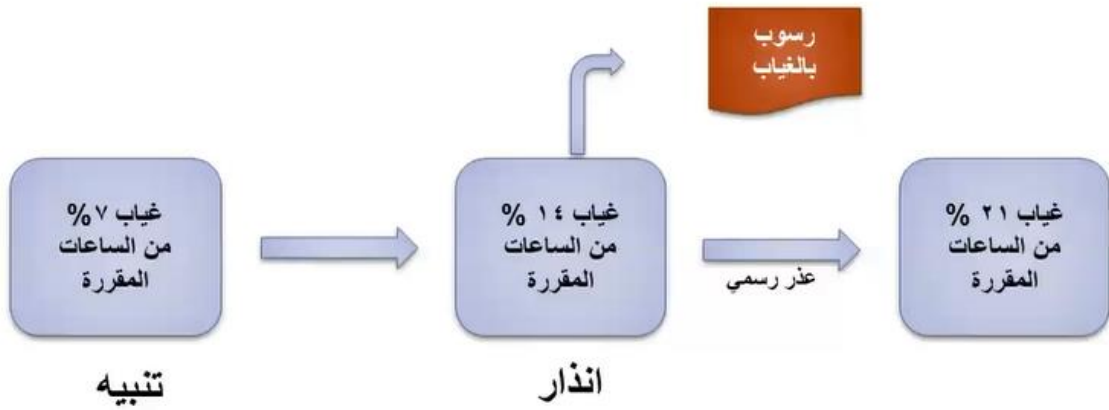 رسوب
بالغياب
غياب ٧%
من الساعات
المقررة
غياب ١٤ %
من الساعات
المقررة
عذر رسمي
غياب ٢١ %
من الساعات
المقررة
تنبيه
انذار